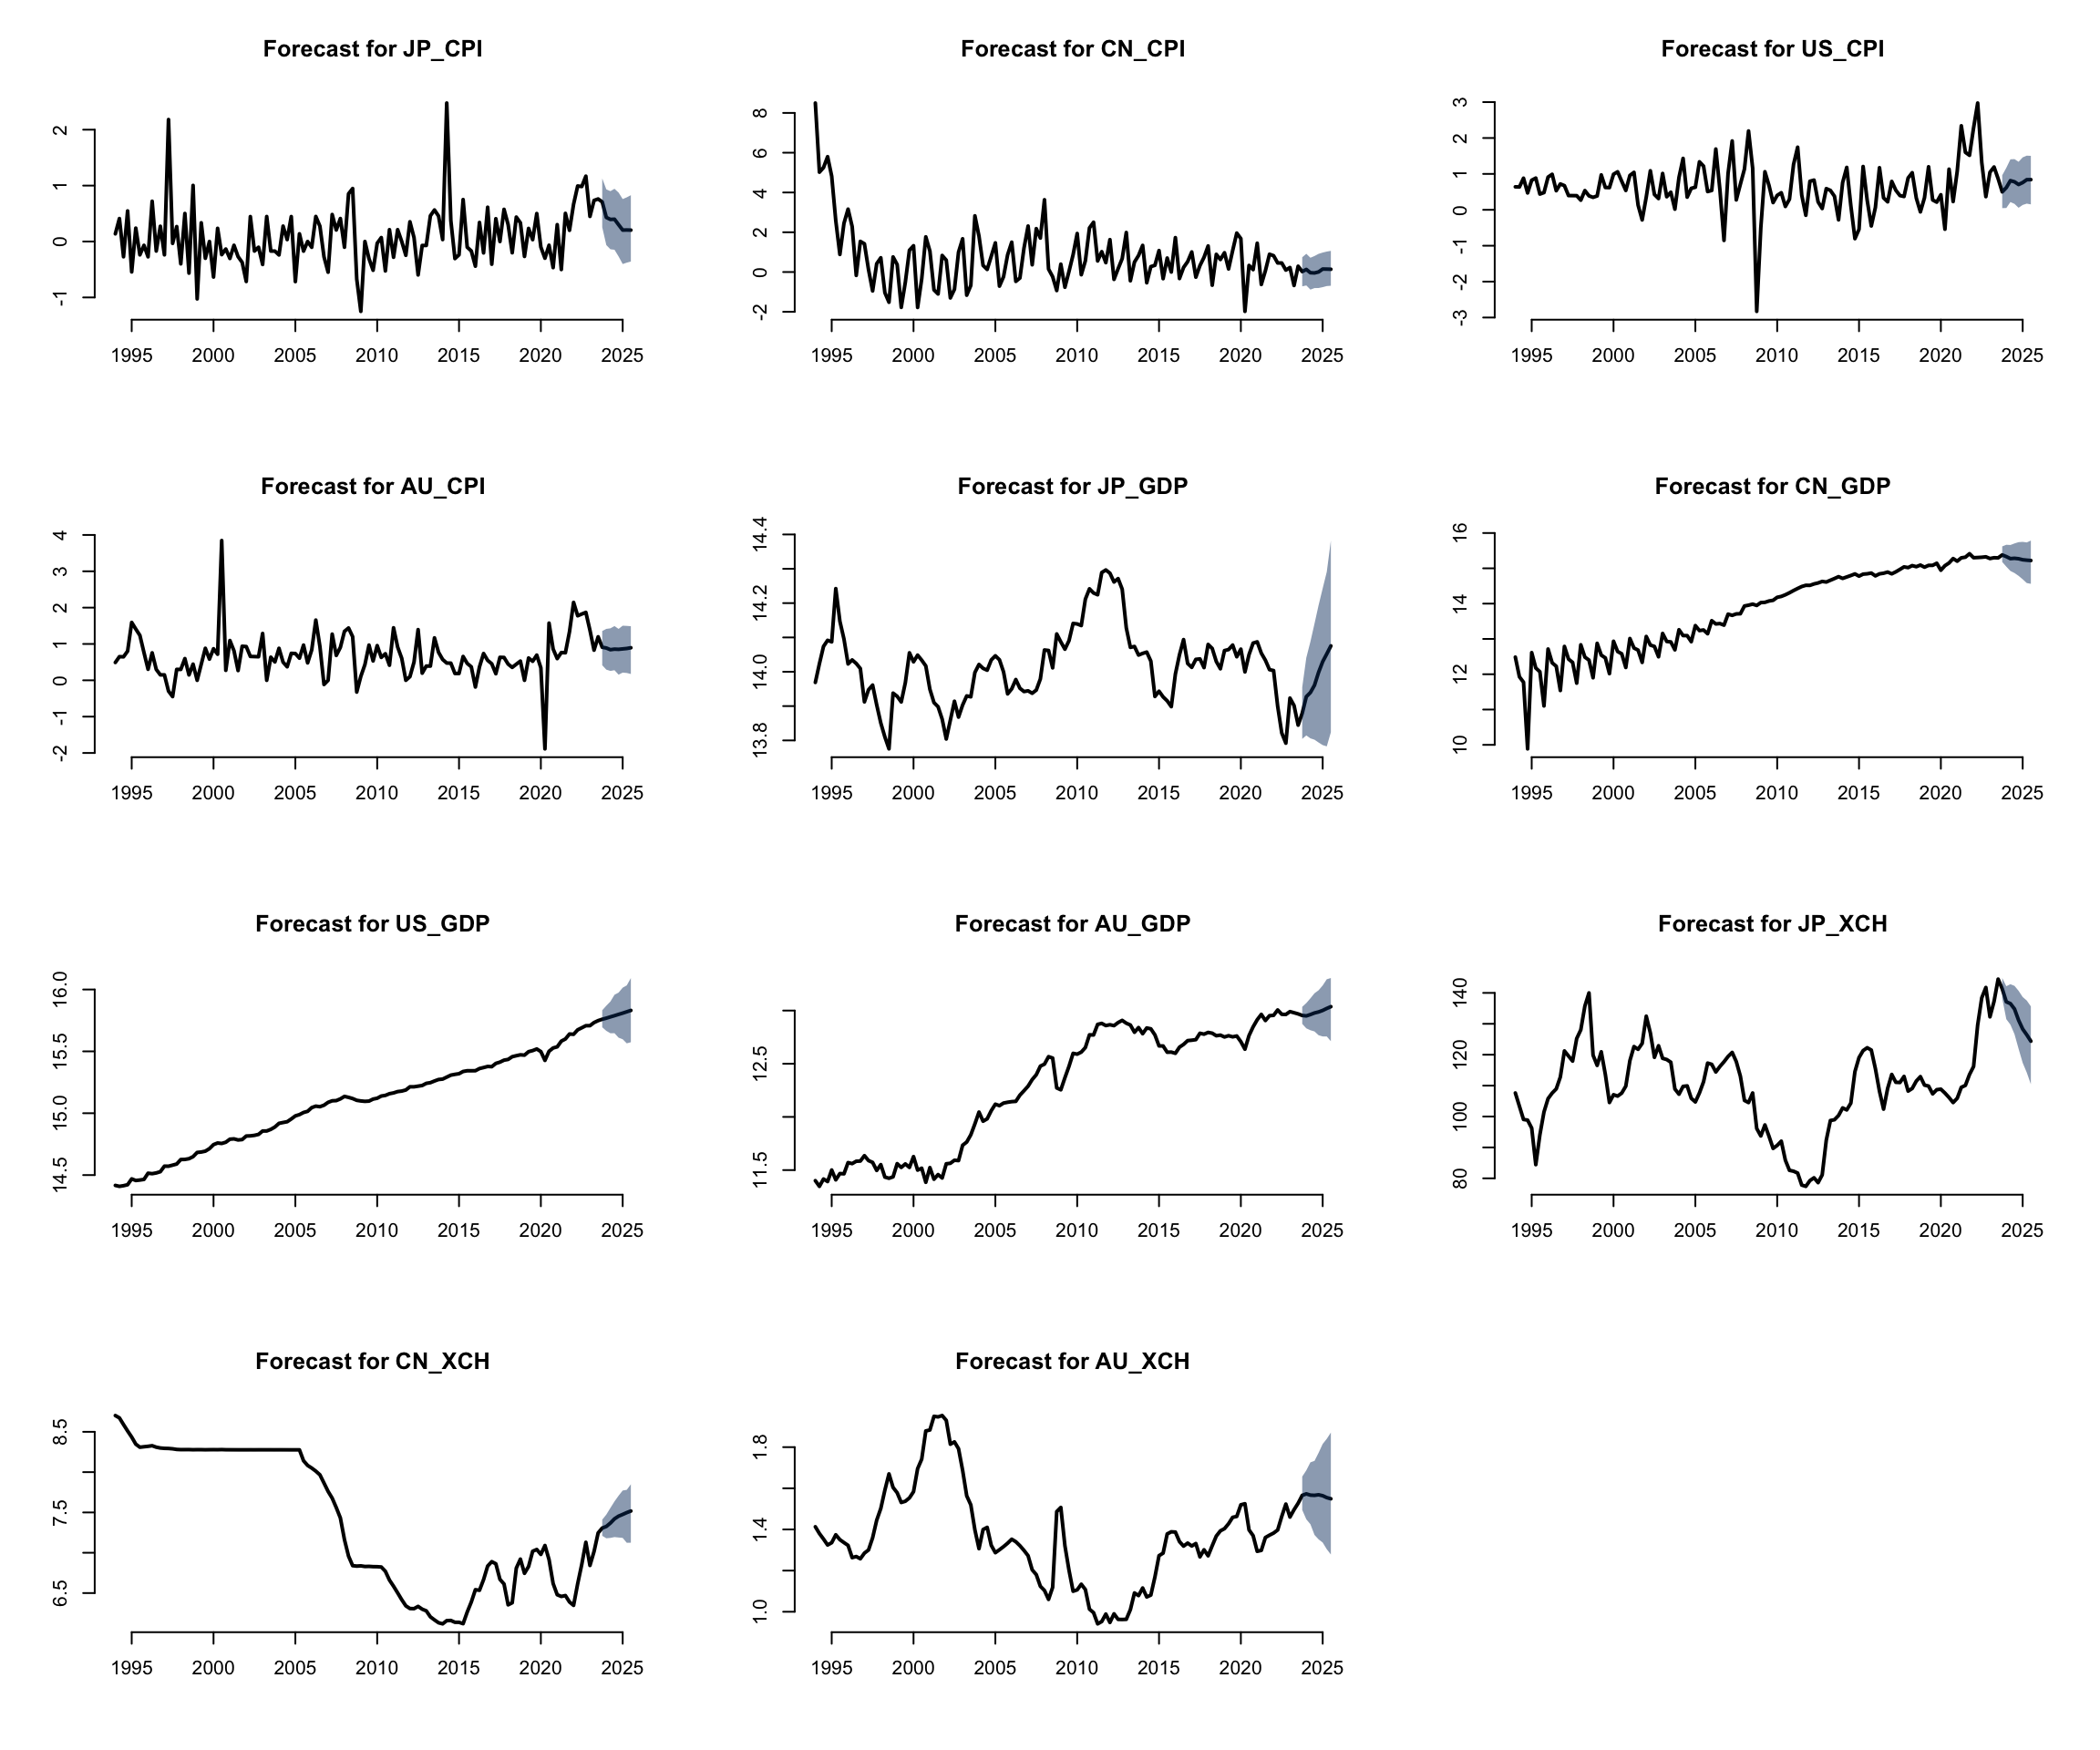 Forecast for JP_CPI
2
1
0
-1
1995 2000 2005 2010 2015 2020 2025
Forecast for CN_CPI
8
6
4
2
0
-2
1995 2000 2005 2010 2015 2020 2025
Forecast for US_CPI
3
2
1
0
-1
-2
-3
1995 2000 2005 2010 2015 2020 2025
Forecast for AU_CPI
4
3
2
1
0
-1
-2
1995 2000 2005 2010 2015 2020 2025
Forecast for JP_GDP
14.4
14.2
14.0
13.8
1995 2000 2005 2010 2015 2020 2025
Forecast for CN_GDP
16
14
12
10
1995 2000 2005 2010 2015 2020 2025
Forecast for US_GDP
16.0
15.5
15.0
14.5
1995 2000 2005 2010 2015 2020 2025
Forecast for AU_GDP
12.5
11.5
1995 2000 2005 2010 2015 2020 2025
Forecast for JP_XCH
140
120
100
80
1995 2000 2005 2010 2015 2020 2025
Forecast for CN_XCH
8.5
7.5
6.5
1995 2000 2005 2010 2015 2020 2025
Forecast for AU_XCH
1.8
1.4
1.0
1995 2000 2005 2010 2015 2020 2025